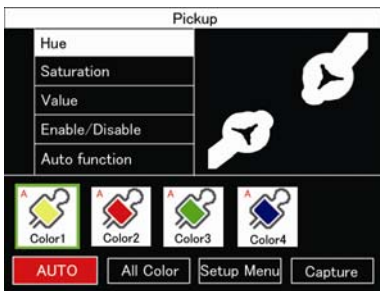 Pickup
Hue
Saturation
Value
Enable/Disable
Auto function
A A A A
Color1 Color2 Color3 Color4
AUTO All Color Setup Menu Capture